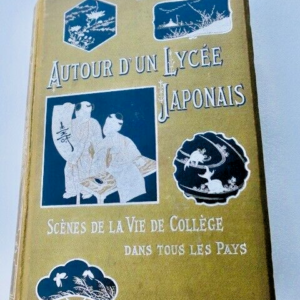 AUTOUR D'UN LYCÉE
JAPONAIS
SCÈNES DE LA VIE DE COLLÈGE
DANS TOUS LES PAYS